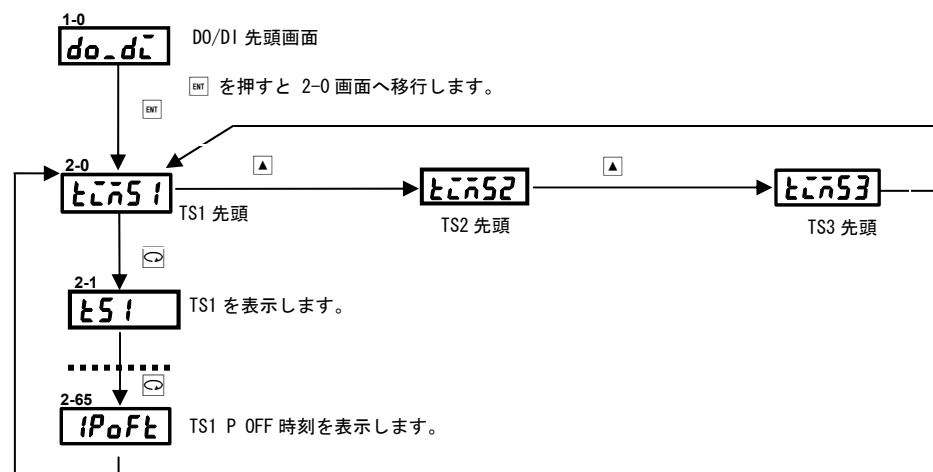 1-0
do_di
DO/DI 先頭画面
ENT を押すと 2-0 画面へ移行します。
ENT
2-0
timS1
TS1 先頭
timS2
TS2 先頭
timS3
TS3 先頭
2-1
tS1
TS1 を表示します。
2-65
1PoFt
TS1 P OFF 時刻を表示します。